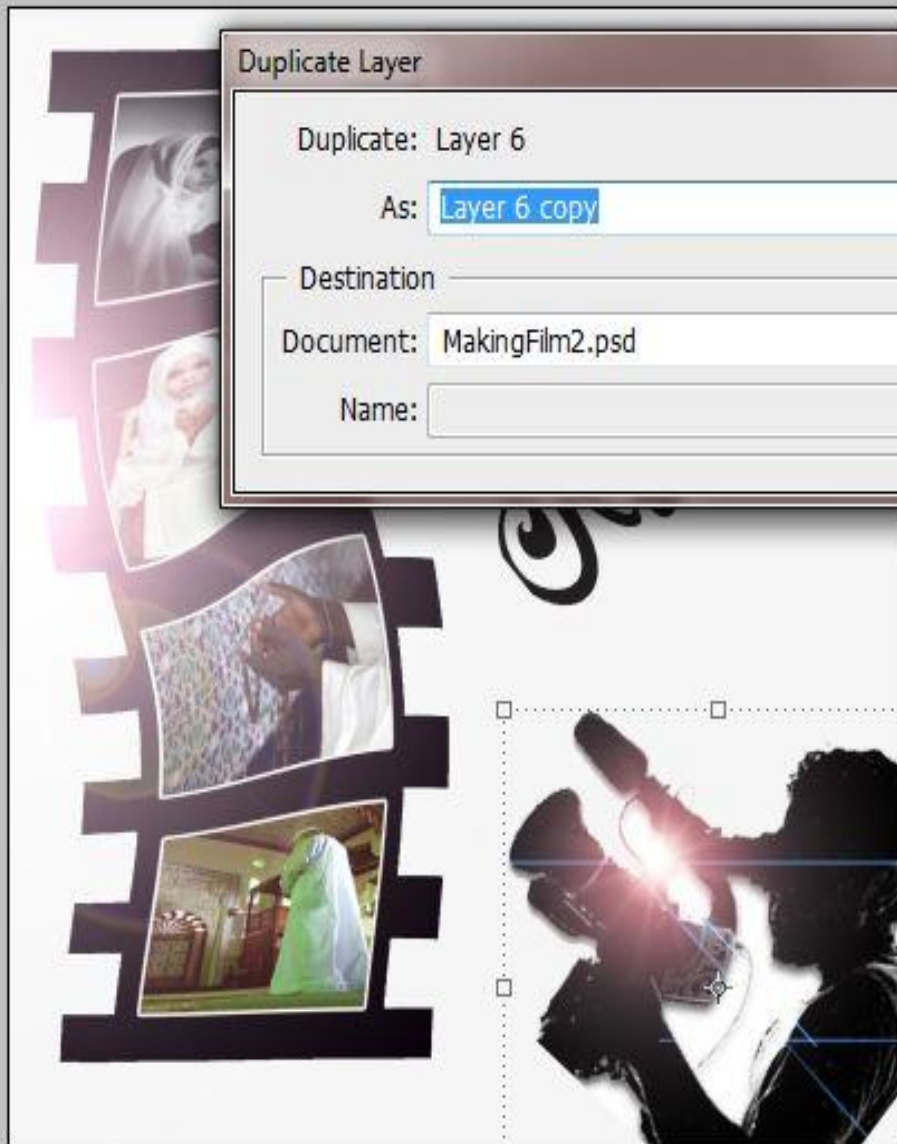 Duplicate Layer
Duplicate: Layer 6
As: Layer 6 copy
Destination
Document: MakingFilm2.psd
Name: